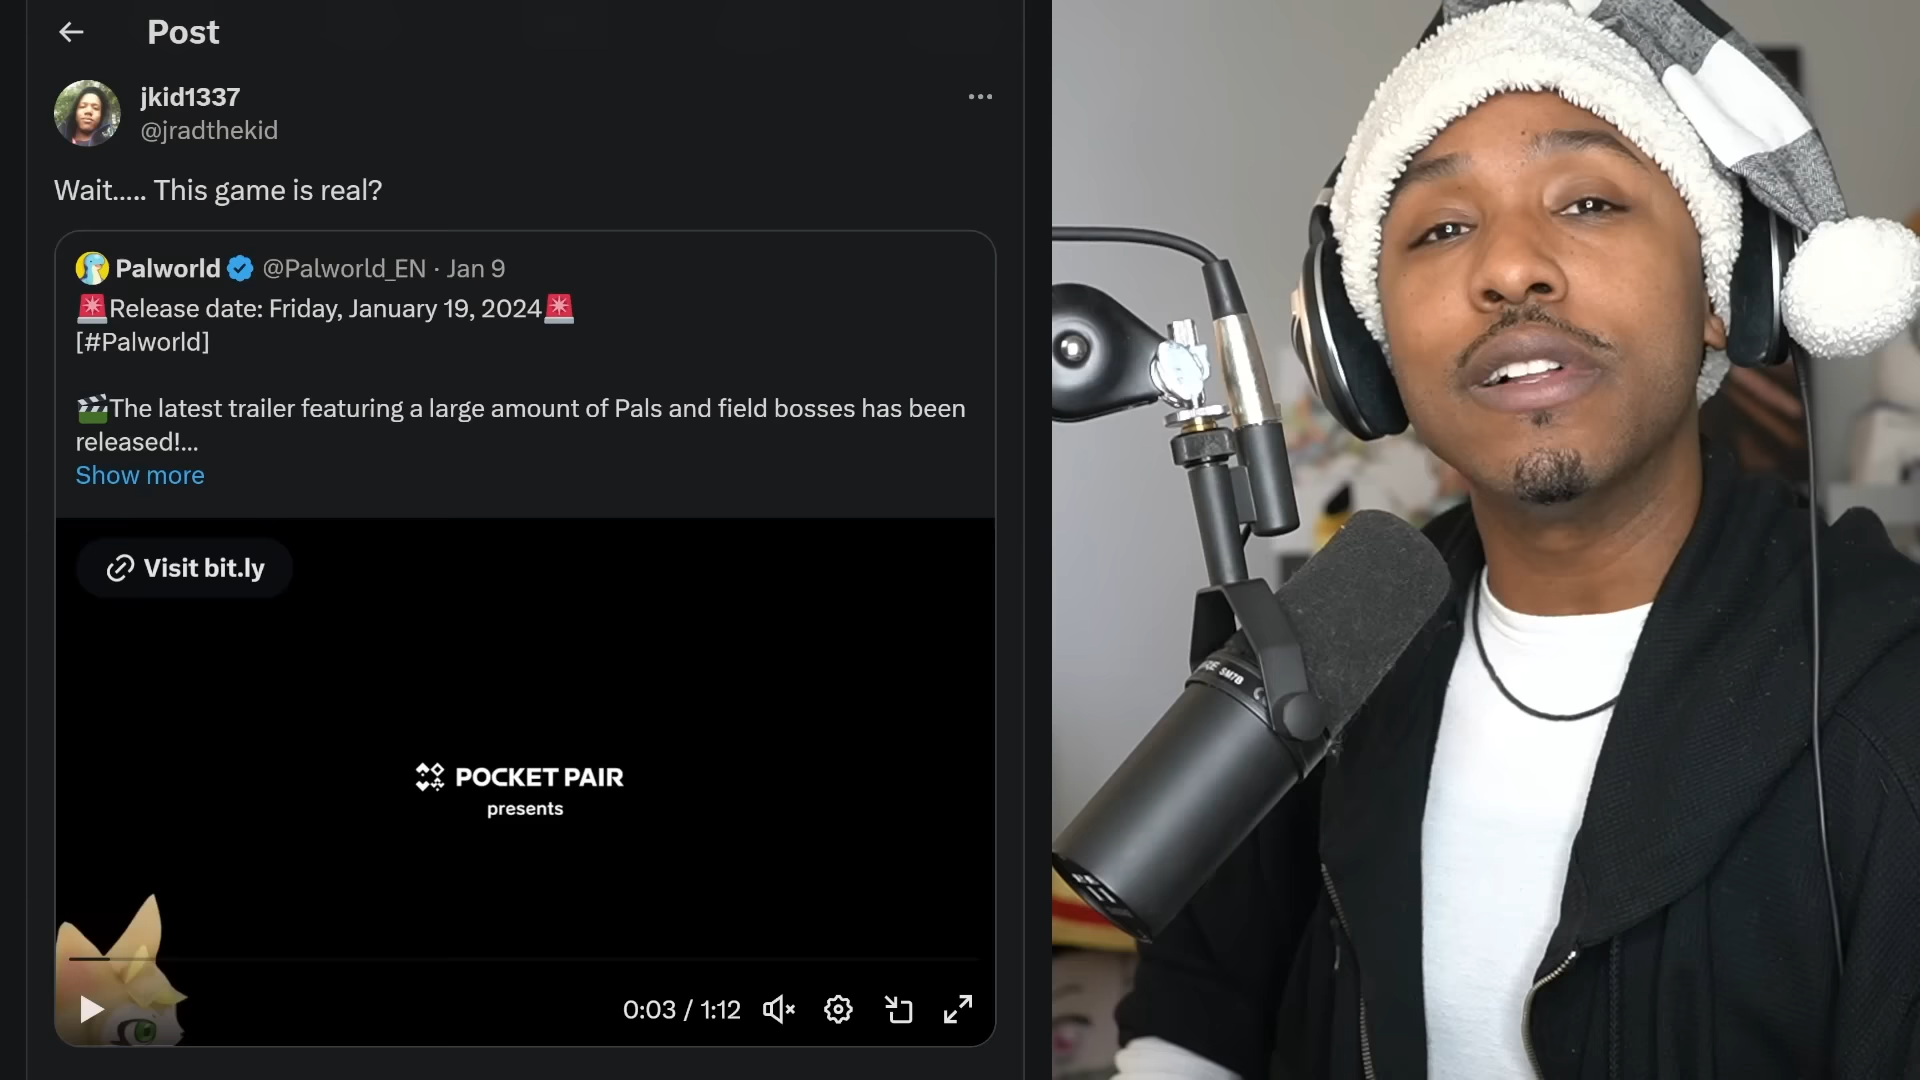 Post
jkid1337
@jradthekid
Wait..... This game is real?
Palworld @Palworld_EN · Jan 9
🚨Release date: Friday, January 19, 2024🚨
[#Palworld]
🎬The latest trailer featuring a large amount of Pals and field bosses has been
released!...
Show more
Visit bit.ly
POCKET PAIR
presents
0:03 / 1:12
SM7B